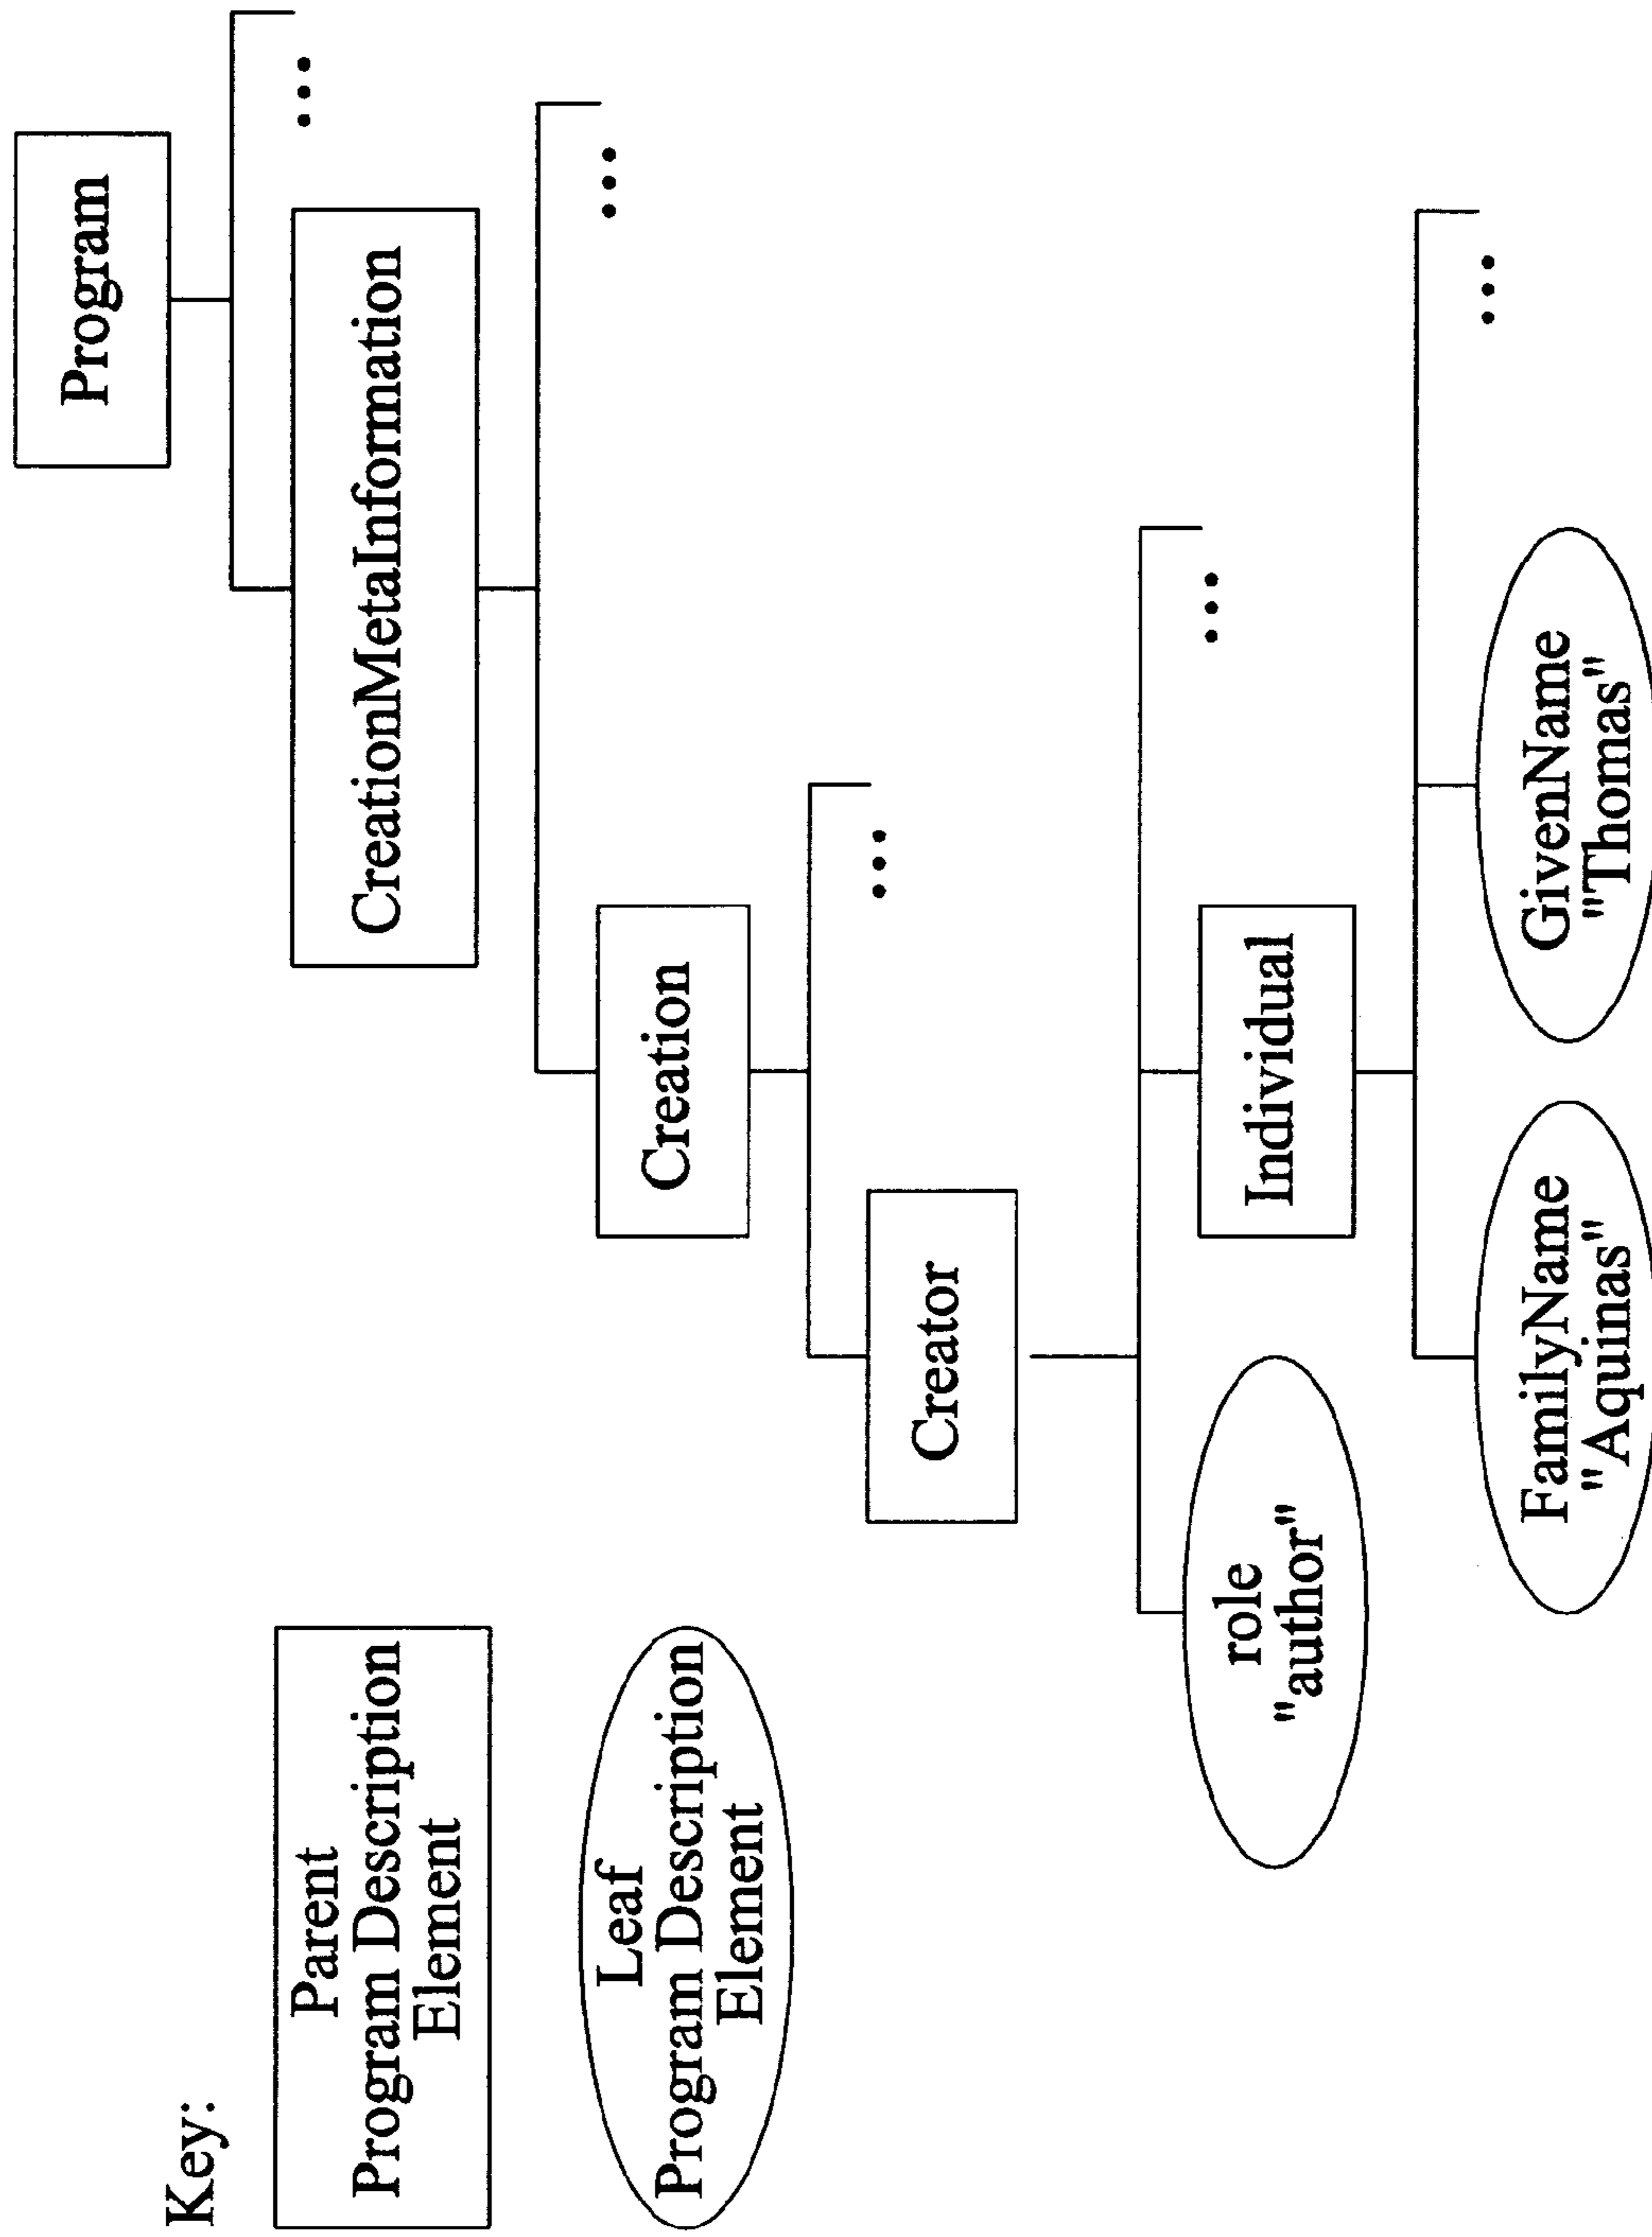 Program
...
CreationMetaInformation
...
Creation
...
Creator
...
role
"author"
Individual
...
FamilyName
"Aquinas"
GivenName
"Thomas"
Key:
Parent
Program Description
Element
Leaf
Program Description
Element